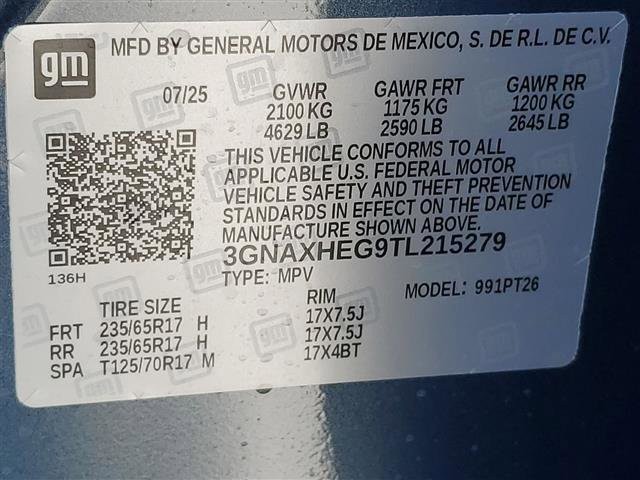 gm MFD BY GENERAL MOTORS DE MEXICO, S. DE R.L. DE C.V.
07/25 GVWR GAWR FRT GAWR RR
2100 KG 1175 KG 1200 KG
4629 LB 2590 LB 2645 LB
THIS VEHICLE CONFORMS TO ALL
APPLICABLE U.S. FEDERAL MOTOR
VEHICLE SAFETY AND THEFT PREVENTION
STANDARDS IN EFFECT ON THE DATE OF
MANUFACTURE SHOWN ABOVE.
3GNAXHEG9TL215279
136H
TYPE: MPV MODEL: 991PT26
TIRE SIZE RIM
FRT 235/65R17 H 17X7.5J
RR 235/65R17 H 17X7.5J
SPA T125/70R17 M 17X4BT